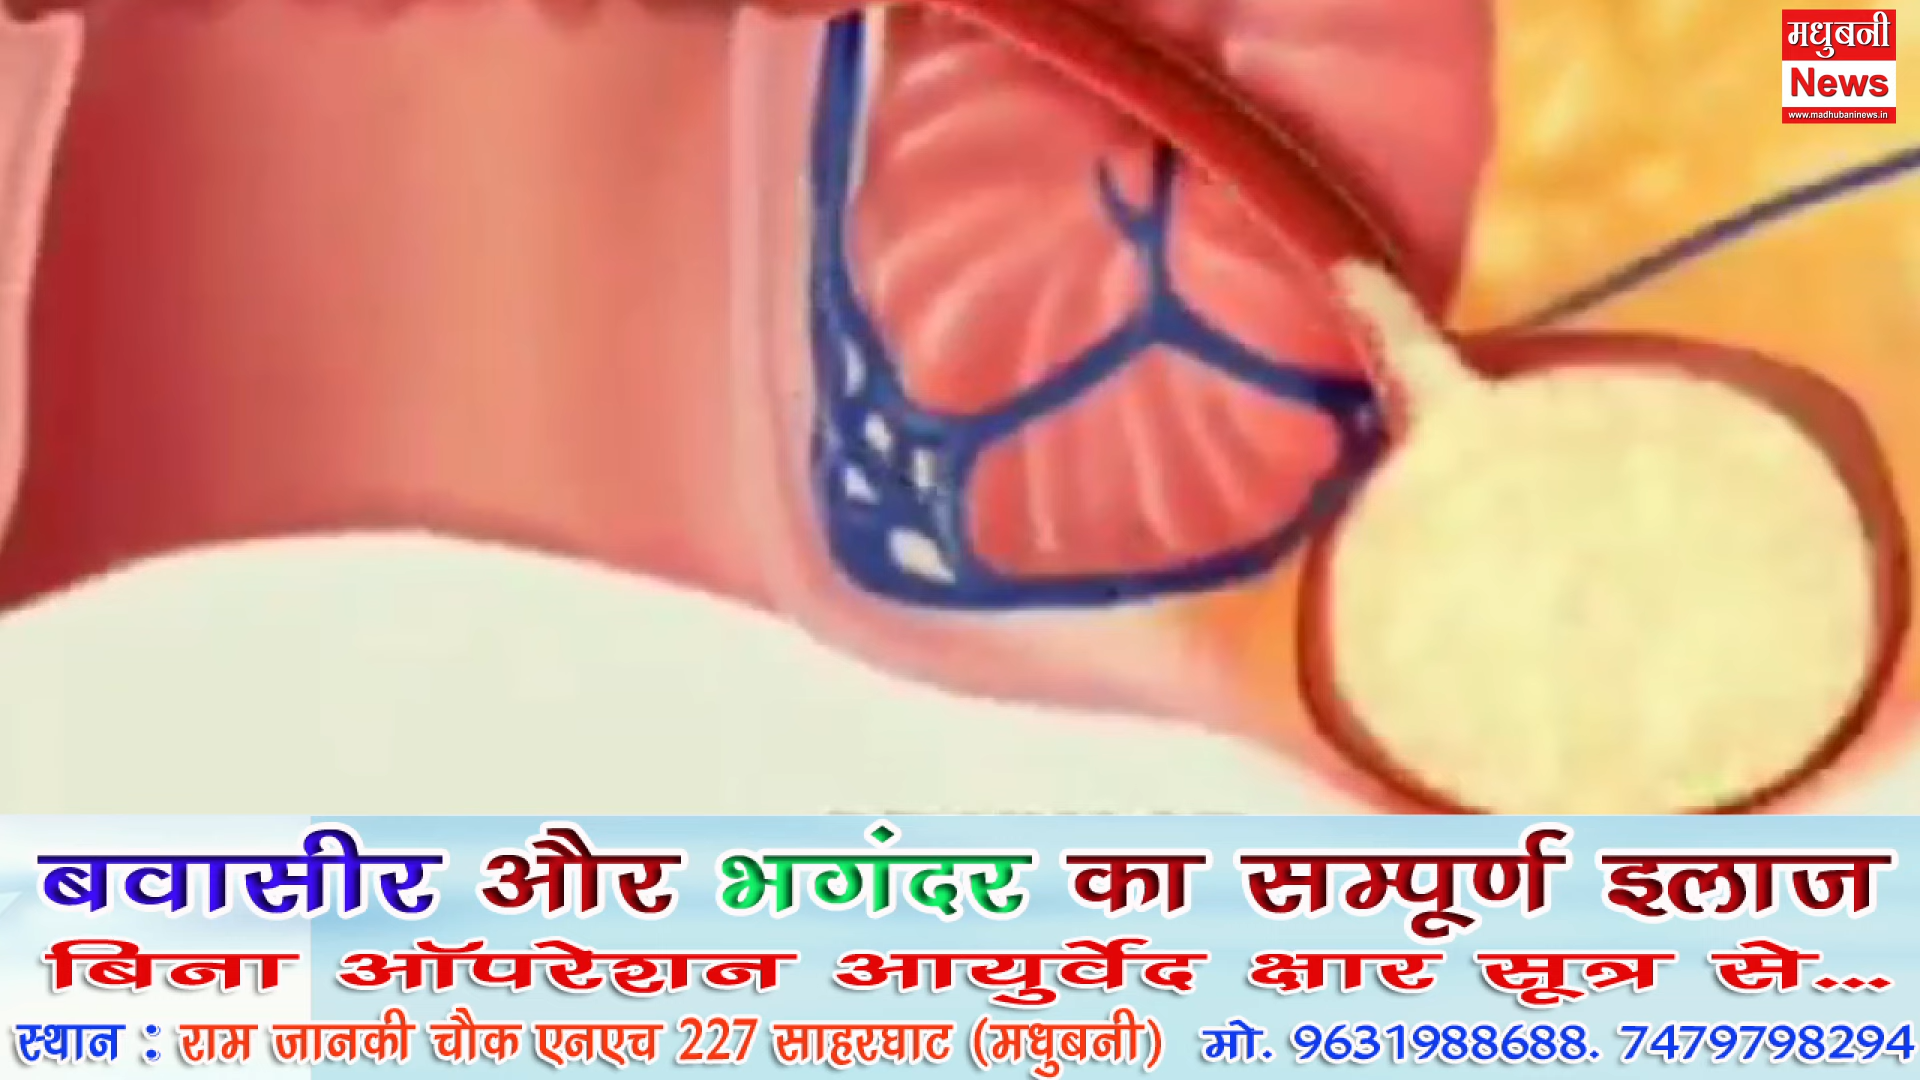 मधुबनी
News
www.madhubaninews.in
बवासीर और भगंदर का सम्पूर्ण इलाज
बिना ऑपरेशन आयुर्वेद क्षार सूत्र से...
स्थान : राम जानकी चौक एनएच 227 साहरघाट (मधुबनी) मो. 9631988688. 7479798294